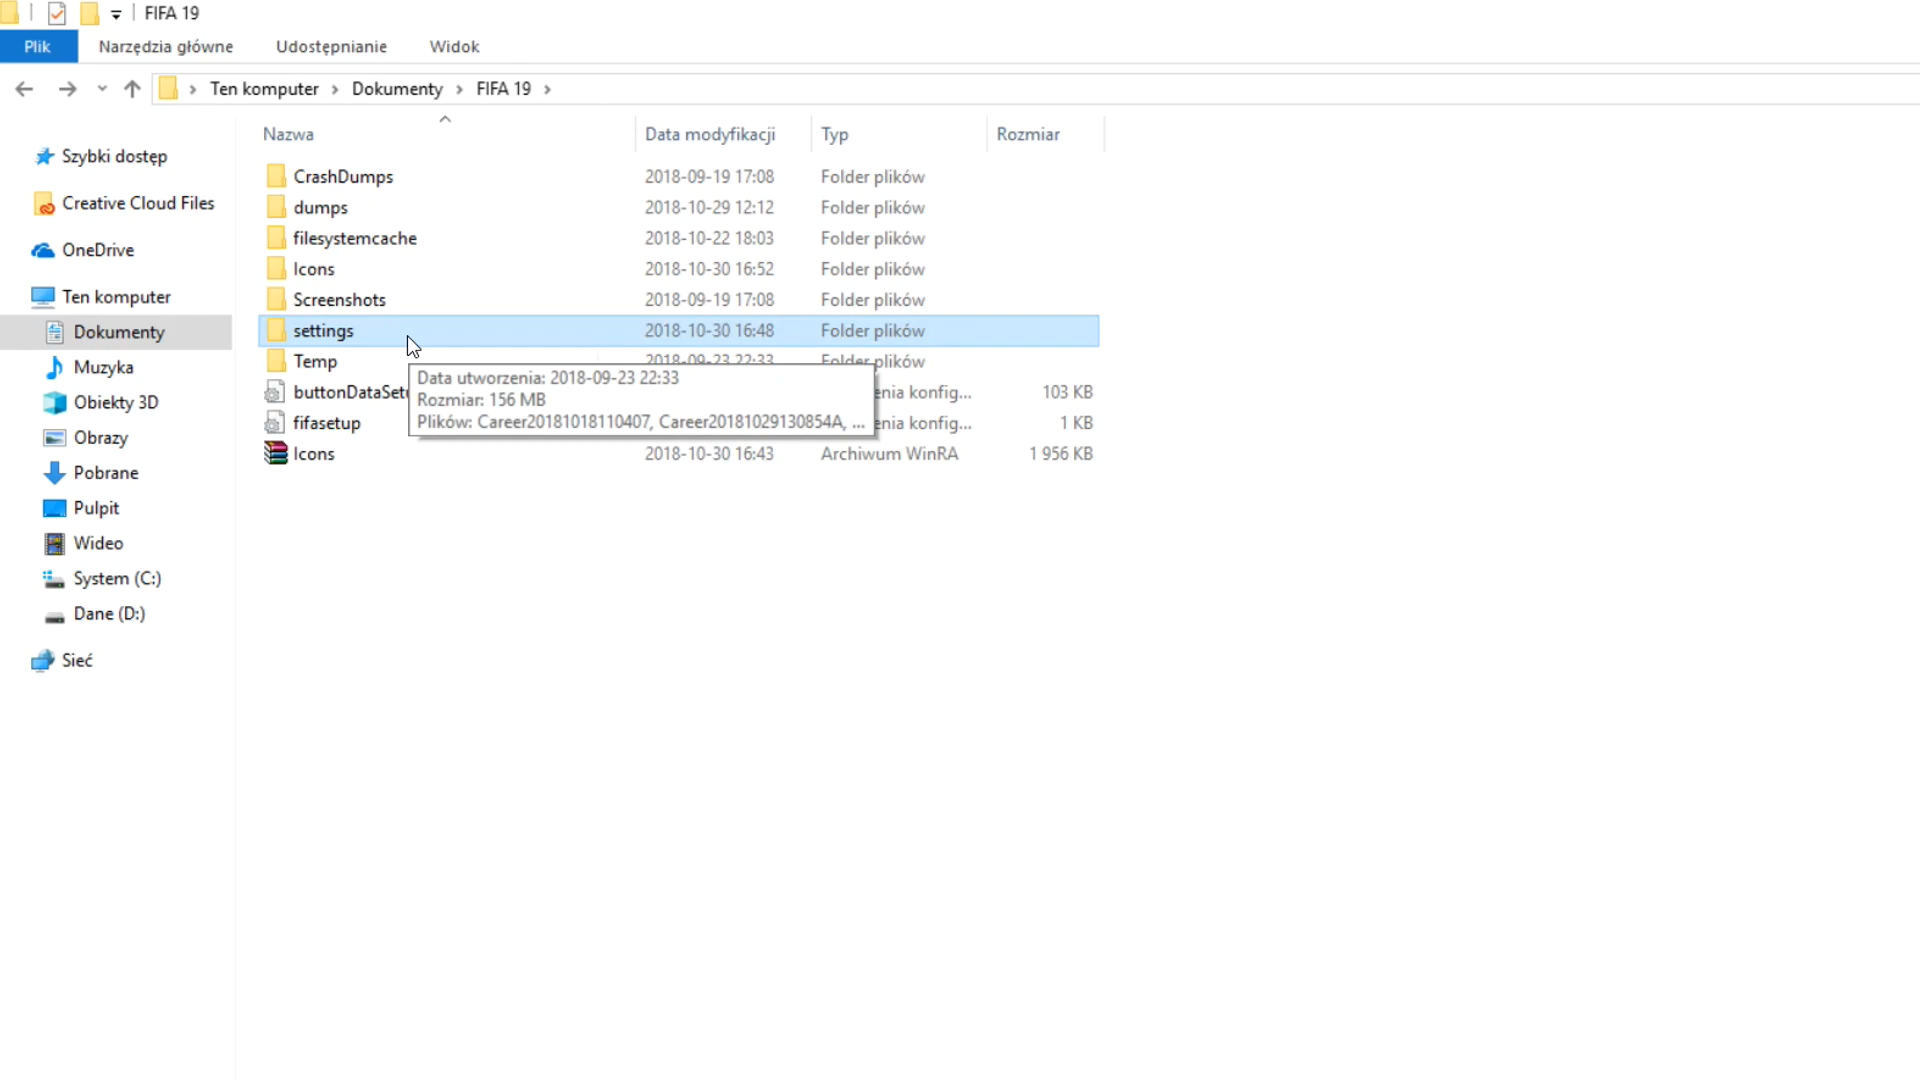 FIFA 19
Plik Narzędzia główne Udostępnianie Widok
Ten komputer Dokumenty FIFA 19
Nazwa Data modyfikacji Typ Rozmiar
Szybki dostęp
Creative Cloud Files
OneDrive
Ten komputer
Dokumenty
Muzyka
Obiekty 3D
Obrazy
Pobrane
Pulpit
Wideo
System (C:)
Dane (D:)
Sieć
CrashDumps 2018-09-19 17:08 Folder plików
dumps 2018-10-29 12:12 Folder plików
filesystemcache 2018-10-22 18:03 Folder plików
Icons 2018-10-30 16:52 Folder plików
Screenshots 2018-09-19 17:08 Folder plików
settings 2018-10-30 16:48 Folder plików
Temp 2018-09-23 22:33 Folder plików
buttonDataSetu enia konfig... 103 KB
fifasetup enia konfig... 1 KB
Icons 2018-10-30 16:43 Archiwum WinRA 1 956 KB
Data utworzenia: 2018-09-23 22:33
Rozmiar: 156 MB
Plików: Career20181018110407, Career20181029130854A, ...